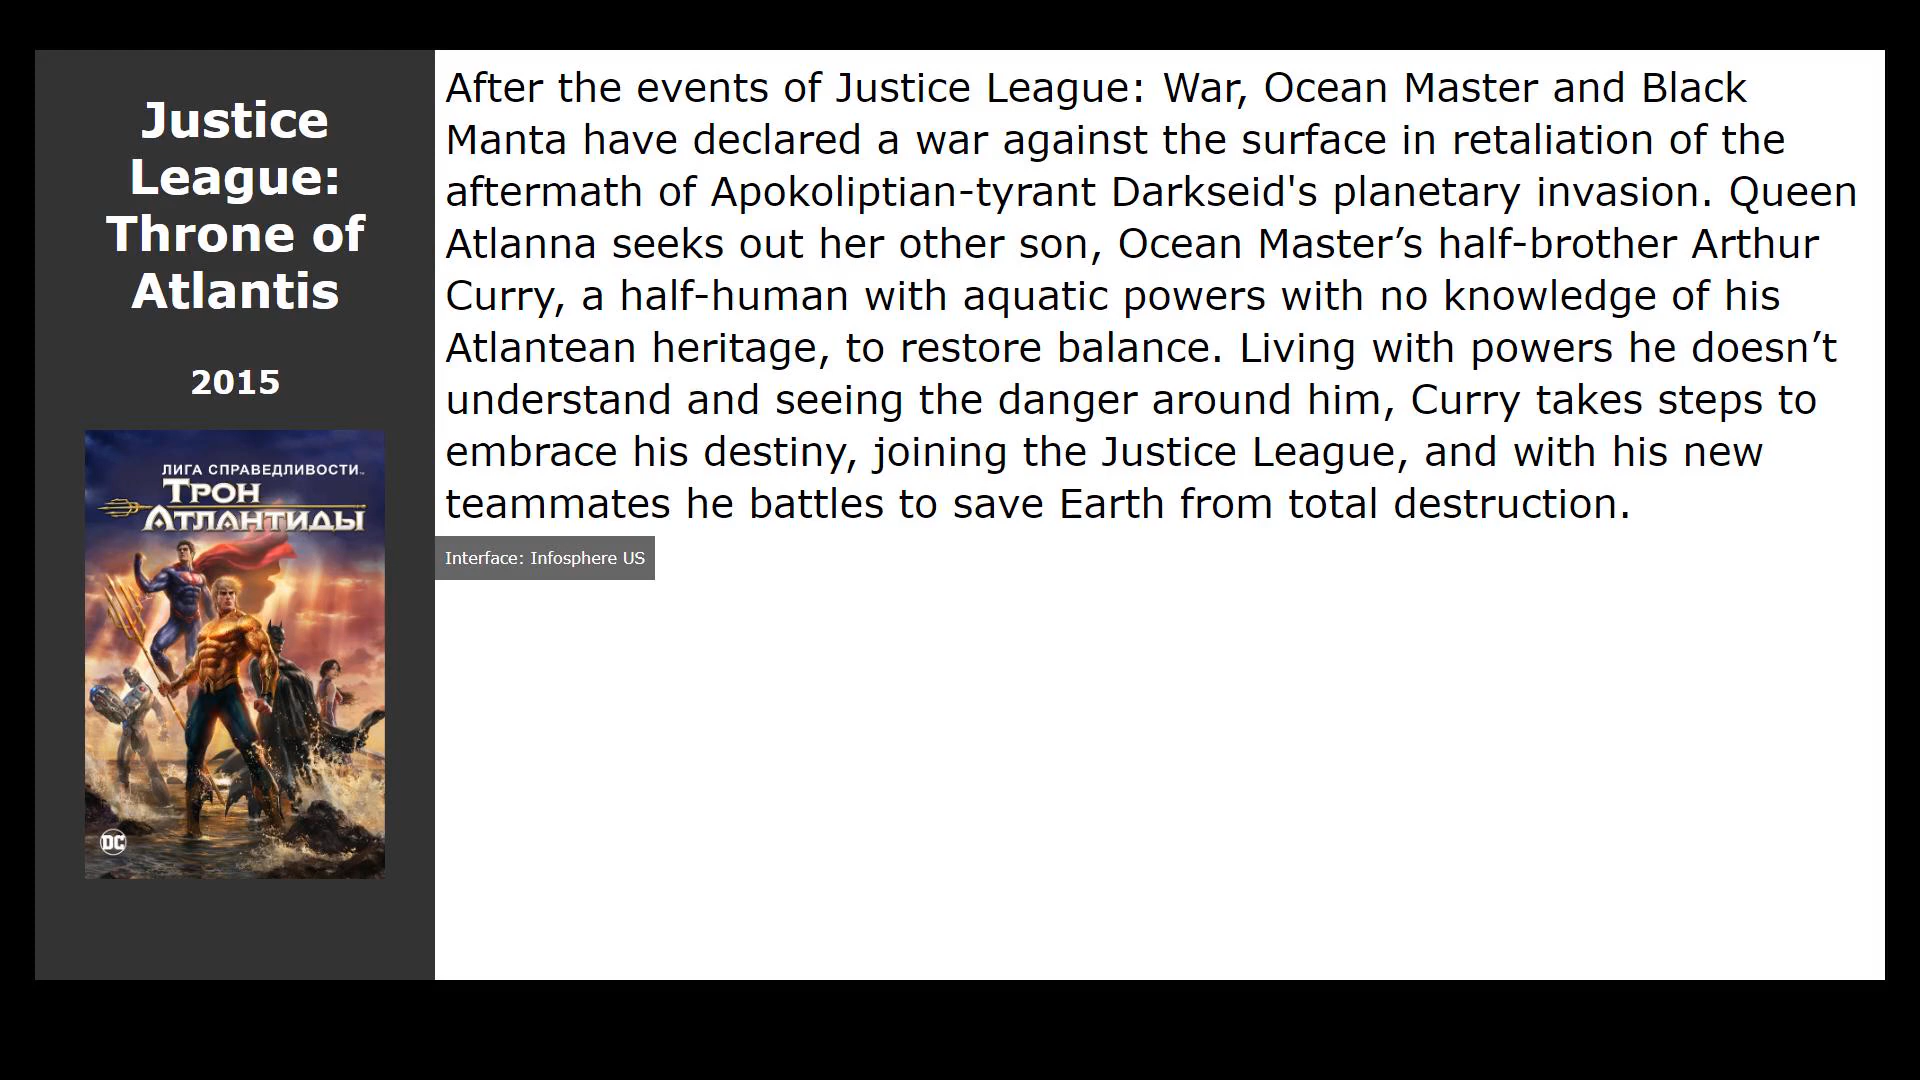 Justice
League:
Throne of
Atlantis
2015
ЛИГА СПРАВЕДЛИВОСТИ™
ТРОН
АТЛАНТИДЫ
DC
After the events of Justice League: War, Ocean Master and Black
Manta have declared a war against the surface in retaliation of the
aftermath of Apokoliptian-tyrant Darkseid's planetary invasion. Queen
Atlanna seeks out her other son, Ocean Master’s half-brother Arthur
Curry, a half-human with aquatic powers with no knowledge of his
Atlantean heritage, to restore balance. Living with powers he doesn’t
understand and seeing the danger around him, Curry takes steps to
embrace his destiny, joining the Justice League, and with his new
teammates he battles to save Earth from total destruction.
Interface: Infosphere US